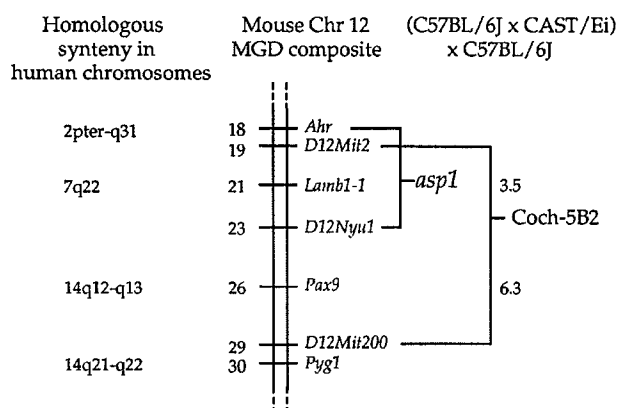 Homologous
synteny in
human chromosomes
Mouse Chr 12
MGD composite
(C57BL/6J x CAST/Ei)
x C57BL/6J
2pter-q31
18
Ahr
19
D12Mit2
7q22
21
Lamb1-1
asp1
3.5
Coch-5B2
23
D12Nyu1
14q12-q13
26
Pax9
6.3
29
D12Mit200
14q21-q22
30
Pyg1